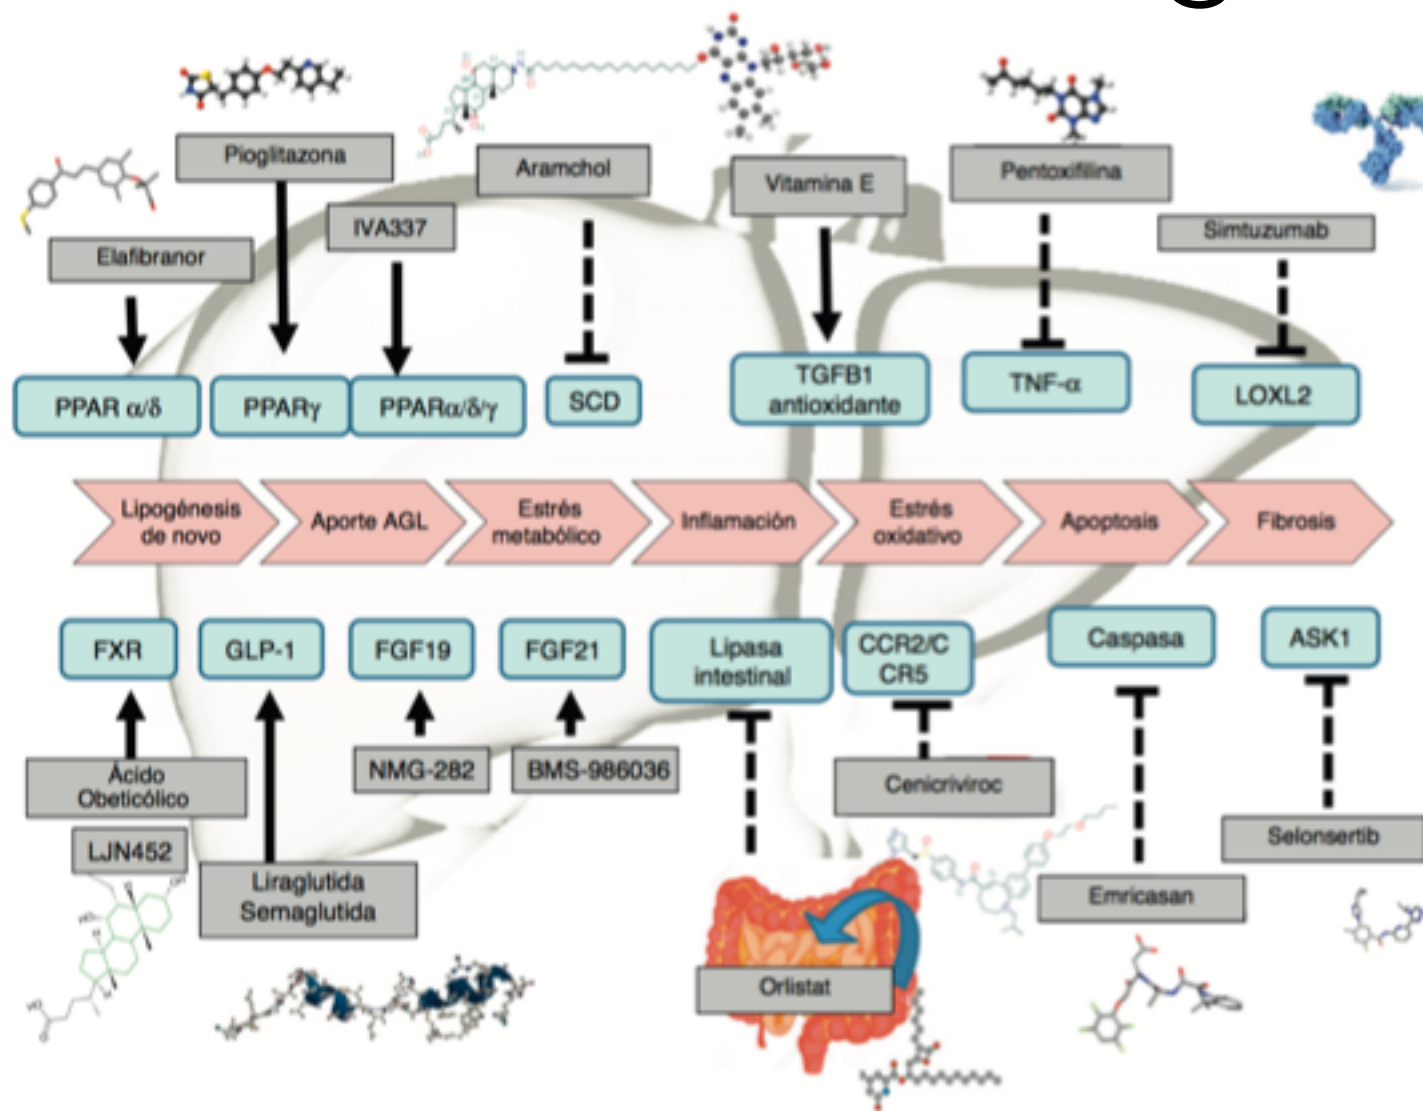 Pioglitazona
Aramchol
Vitamina E
Pentoxifilina
IVA337
Simtuzumab
Elafibranor
PPAR α/δ
PPARγ
PPARα/δ/γ
SCD
TGFB1
antioxidante
TNF-α
LOXL2
Lipogénesis
de novo
Aporte AGL
Estrés
metabólico
Inflamación
Estrés
oxidativo
Apoptosis
Fibrosis
FXR
GLP-1
FGF19
FGF21
Lipasa
intestinal
CCR2/C
CR5
Caspasa
ASK1
Ácido
Obeticólico
NMG-282
BMS-986036
Cenicriviroc
LJN452
Selonsertib
Liraglutida
Semaglutida
Emricasan
Orlistat